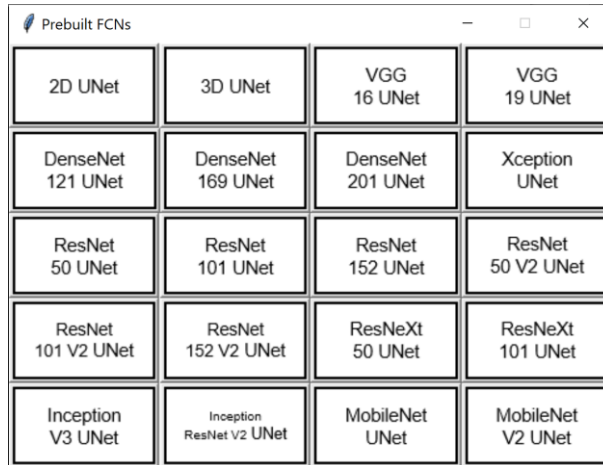 Prebuilt FCNs
2D UNet
3D UNet
VGG
16 UNet
VGG
19 UNet
DenseNet
121 UNet
DenseNet
169 UNet
DenseNet
201 UNet
Xception
UNet
ResNet
50 UNet
ResNet
101 UNet
ResNet
152 UNet
ResNet
50 V2 UNet
ResNet
101 V2 UNet
ResNet
152 V2 UNet
ResNeXt
50 UNet
ResNeXt
101 UNet
Inception
V3 UNet
Inception
ResNet V2 UNet
MobileNet
UNet
MobileNet
V2 UNet